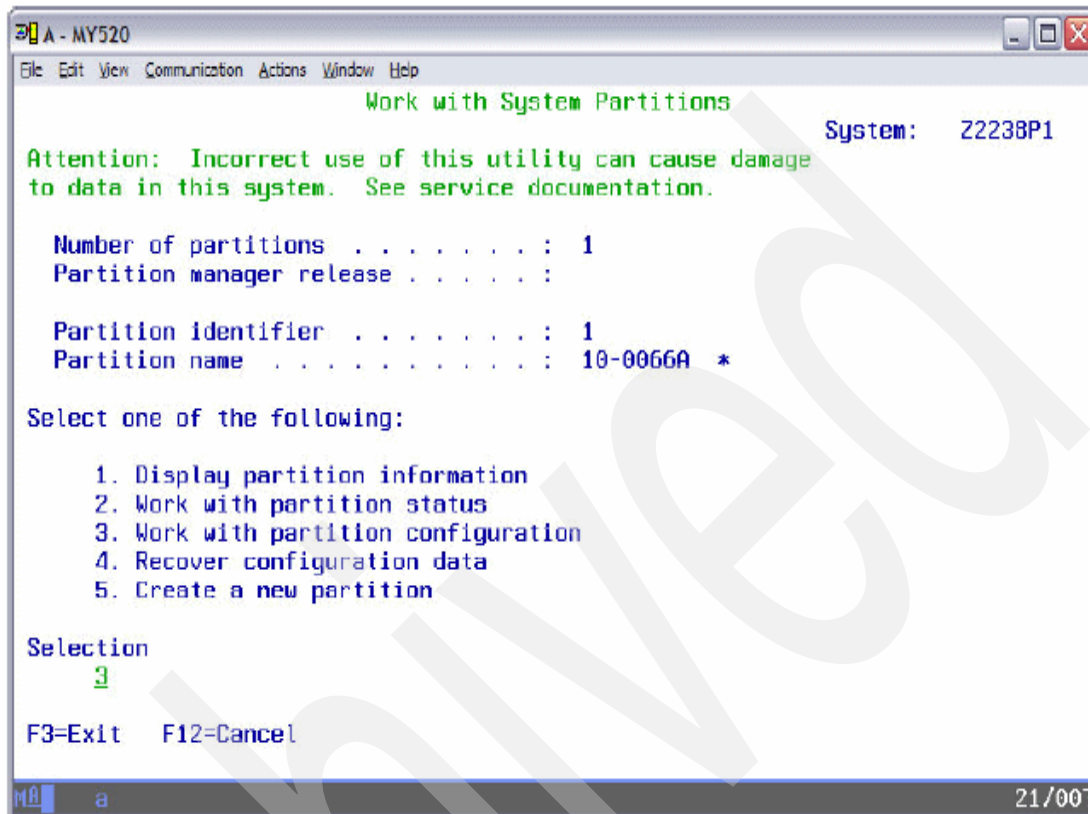 A - MY520
File Edit View Communication Actions Window Help
Work with System Partitions
System: Z2238P1
Attention: Incorrect use of this utility can cause damage
to data in this system. See service documentation.
Number of partitions . . . . . . . : 1
Partition manager release . . . . . :
Partition identifier . . . . . . . : 1
Partition name . . . . . . . . . . : 10-0066A *
Select one of the following:
1. Display partition information
2. Work with partition status
3. Work with partition configuration
4. Recover configuration data
5. Create a new partition
Selection
3
F3=Exit F12=Cancel
MA a 21/007
hived